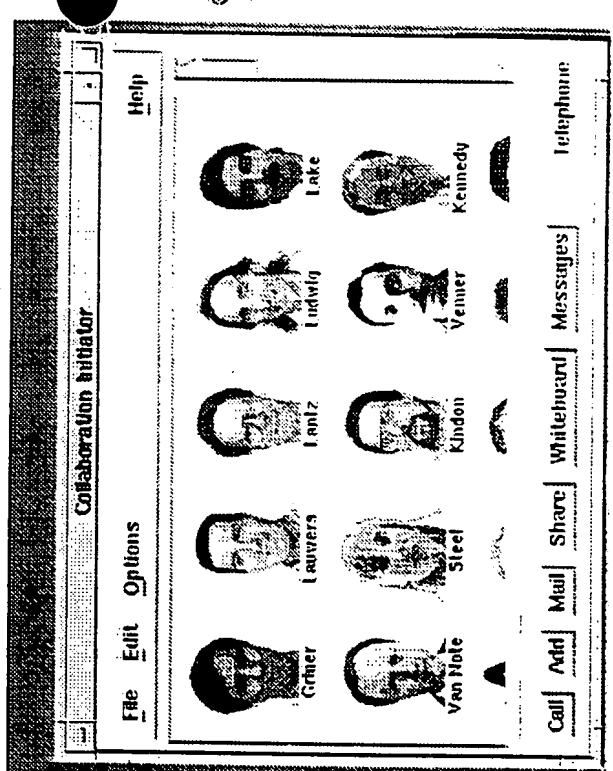 Collaboration Initiator
File Edit Options Help
Lauwers Lantz Ludwig Lake
Van Note Steel Kindon Venner Kennedy
Call Add Mail Share Whiteboard Messages Telephone